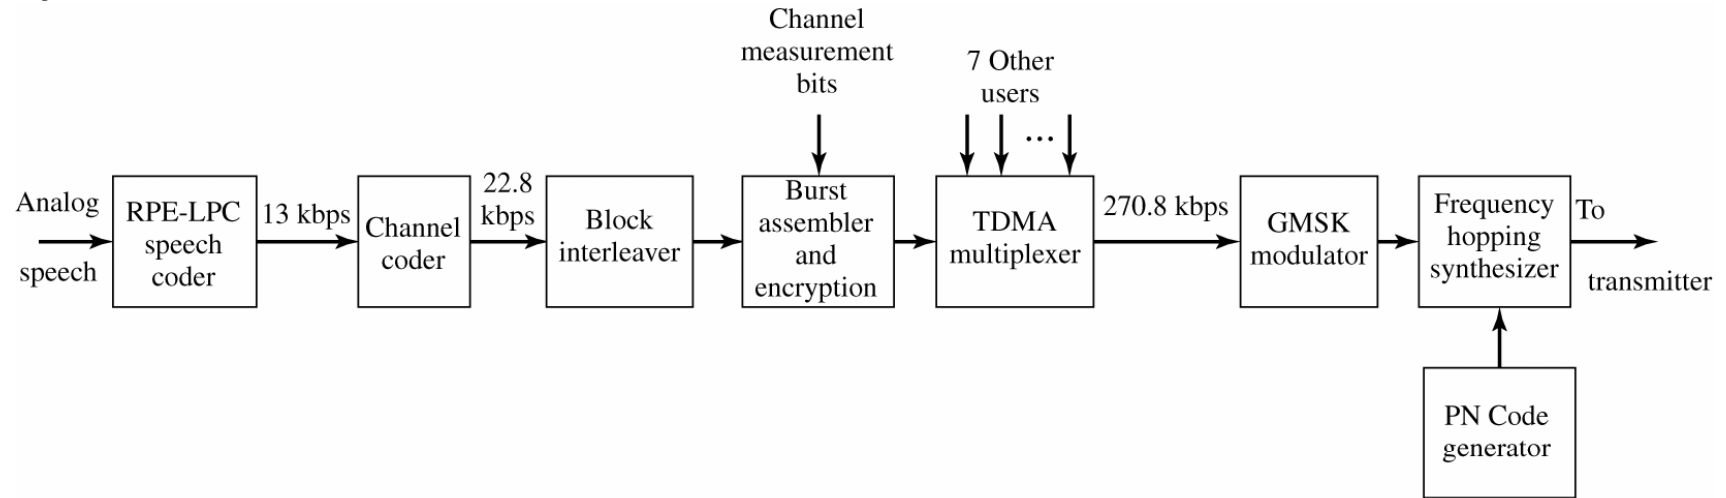 Channel
measurement
bits
7 Other
users
...
Analog
speech
RPE-LPC
speech
coder
13 kbps
Channel
coder
22.8
kbps
Block
interleaver
Burst
assembler
and
encryption
TDMA
multiplexer
270.8 kbps
GMSK
modulator
Frequency
hopping
synthesizer
To
transmitter
PN Code
generator